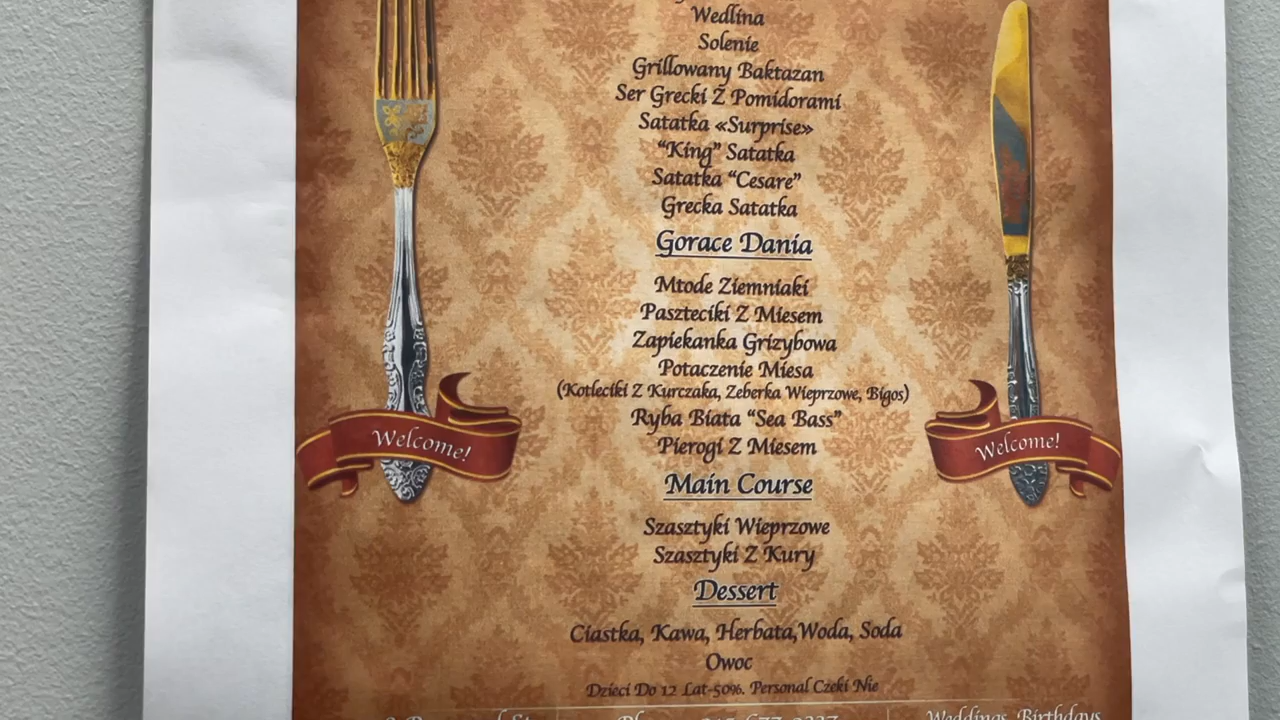 Wedlina
Solenie
Grillowany Baktazan
Ser Grecki Z Pomidorami
Satatka «Surprise»
“King” Satatka
Satatka “Cesare”
Grecka Satatka
Gorace Dania
Mtode Ziemniaki
Paszteciki Z Miesem
Zapiekanka Grizybowa
Potaczenie Miesa
(Kotleciki Z Kurczaka, Zeberka Wieprzowe, Bigos)
Ryba Biata “Sea Bass”
Pierogi Z Miesem
Welcome!
Welcome!
Main Course
Szasztyki Wieprzowe
Szasztyki Z Kury
Dessert
Ciastka, Kawa, Herbata,Woda, Soda
Owoc
Dzieci Do 12 Lat-50%. Personal Czeki Nie
Weddings, Birthdays